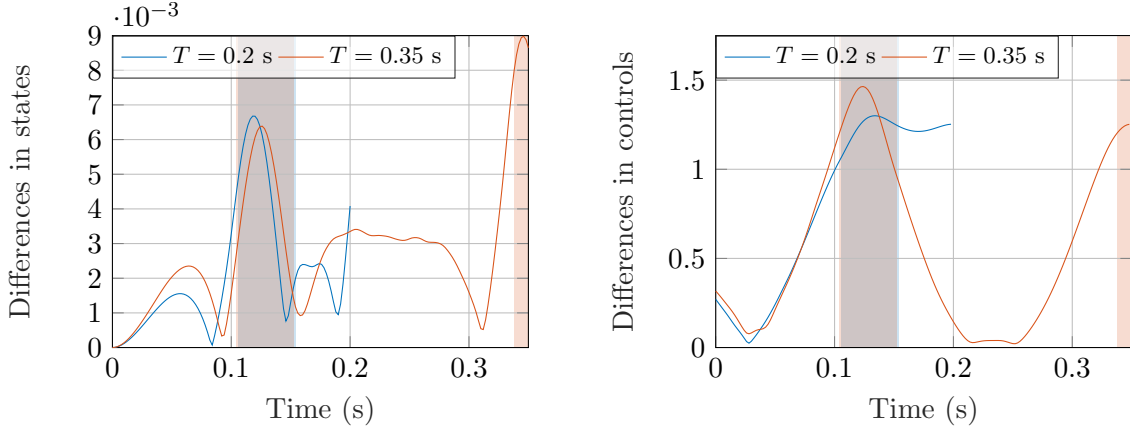 ·10−3
T = 0.2 s
T = 0.35 s
9
8
7
6
5
4
3
2
1
0
0
0.1
0.2
0.3
Differences in states
Time (s)
T = 0.2 s
T = 0.35 s
1.5
1
0.5
0
0
0.1
0.2
0.3
Differences in controls
Time (s)